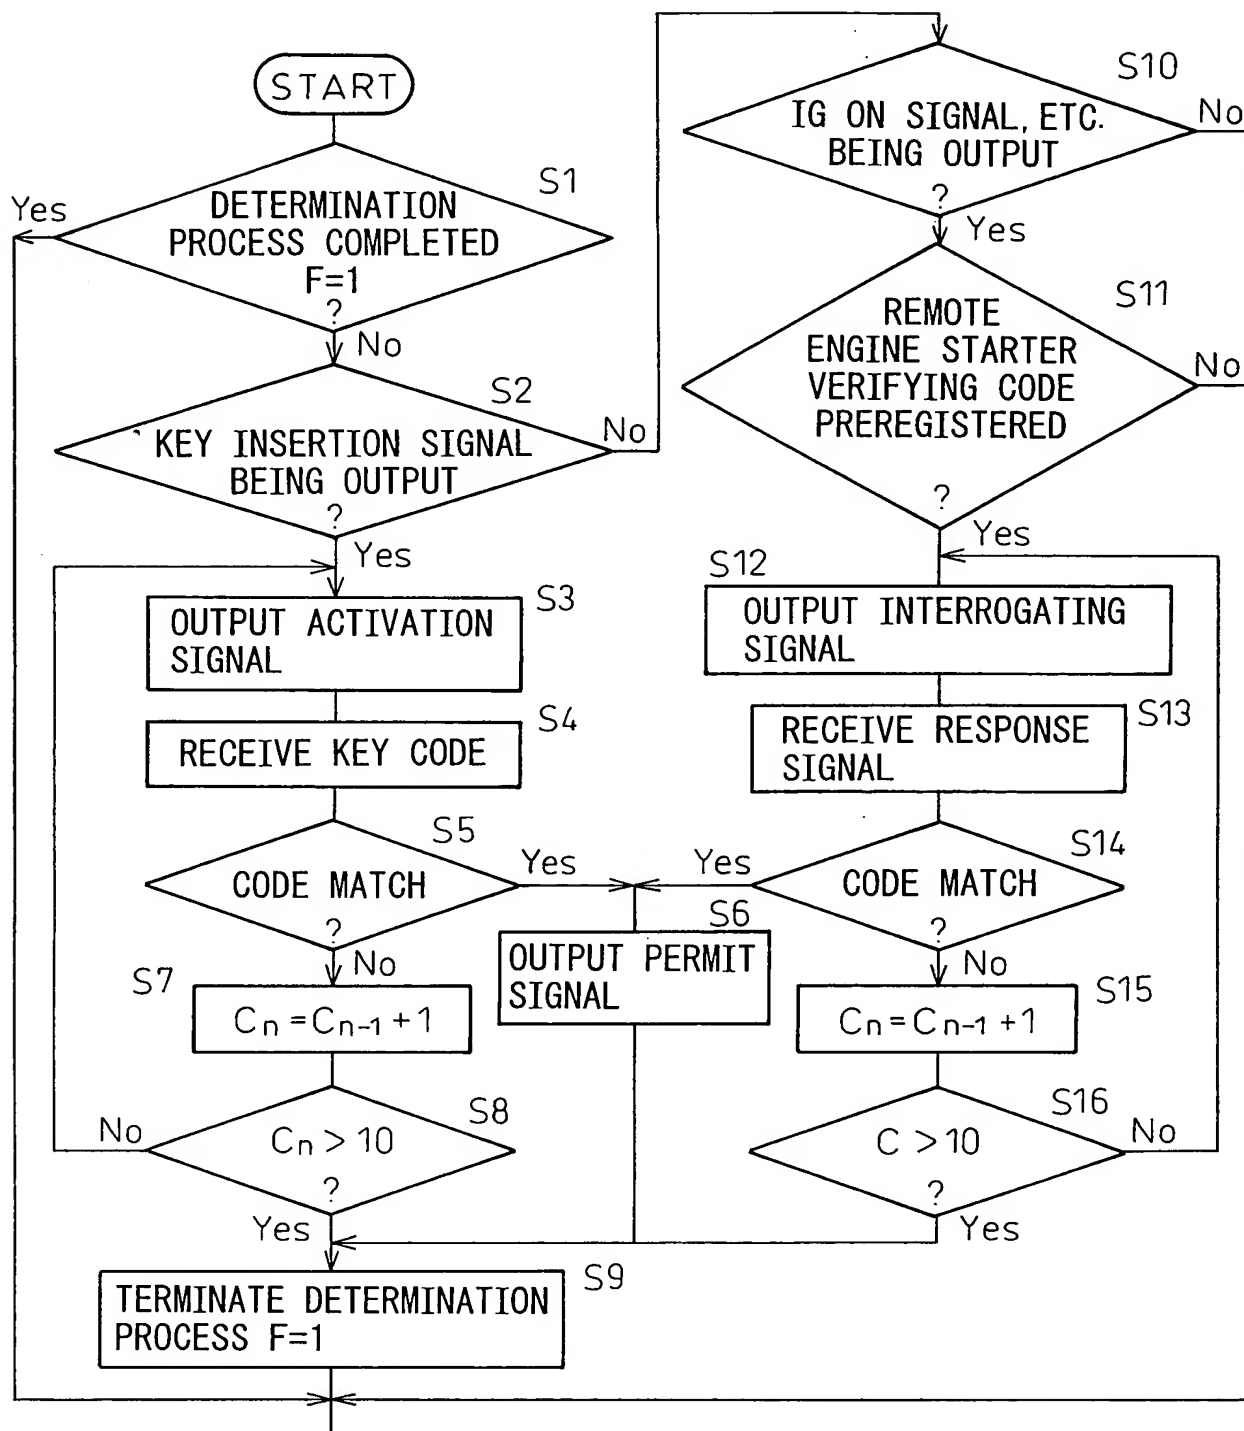 START
S1
Yes
DETERMINATION
PROCESS COMPLETED
F=1
?
No
S2
KEY INSERTION SIGNAL
BEING OUTPUT
?
No
Yes
S3
OUTPUT ACTIVATION
SIGNAL
S4
RECEIVE KEY CODE
S5
CODE MATCH
?
Yes
No
S6
OUTPUT PERMIT
SIGNAL
S7
Cn=Cn-1+1
S8
Cn>10
?
No
Yes
S9
TERMINATE DETERMINATION
PROCESS F=1
S10
IG ON SIGNAL, ETC.
BEING OUTPUT
?
No
Yes
S11
REMOTE
ENGINE STARTER
VERIFYING CODE
PREREGISTERED
?
No
Yes
S12
OUTPUT INTERROGATING
SIGNAL
S13
RECEIVE RESPONSE
SIGNAL
S14
CODE MATCH
?
Yes
No
S15
Cn=Cn-1+1
S16
C>10
?
No
Yes